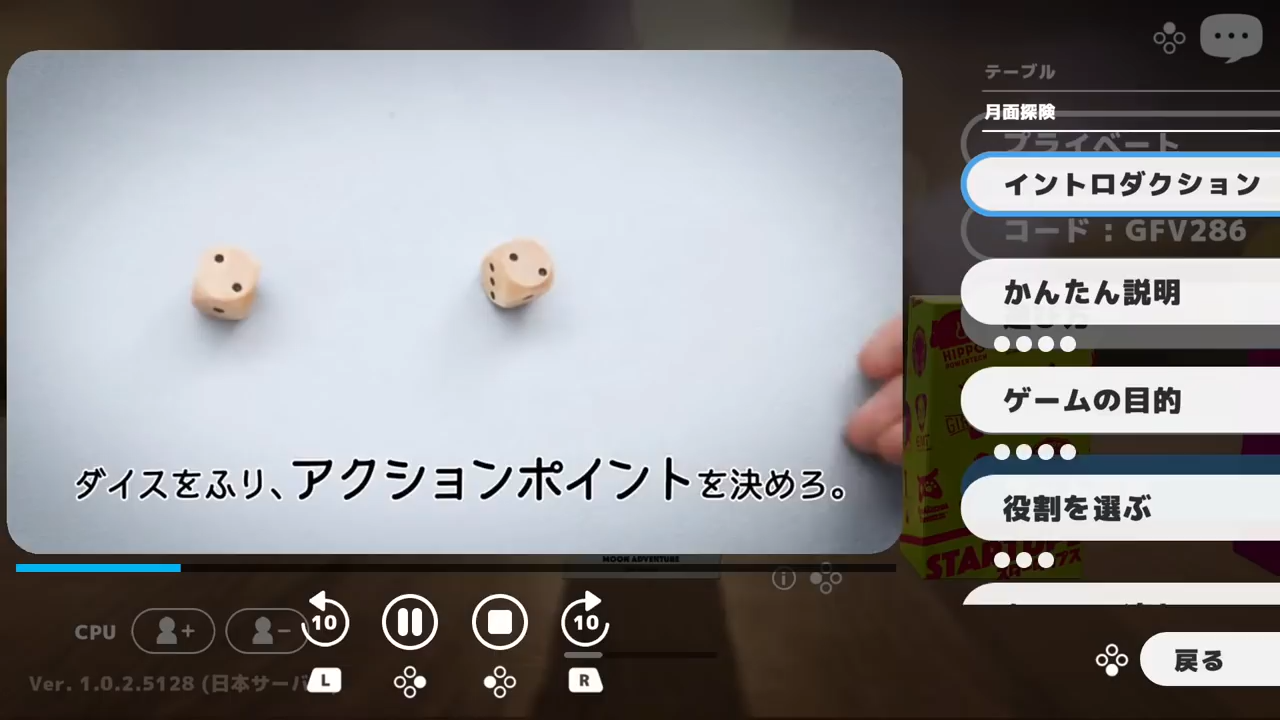 テーブル
月面探険
プライベート
イントロダクション
コード：GFV286
かんたん説明
ゲームの目的
役割を選ぶ
戻る
ダイスをふり、アクションポイントを決めろ。
HIPPO
POWERTECH
MOON ADVENTURE
10
10
L
R
CPU
Ver. 1.0.2.5128 (日本サーバ